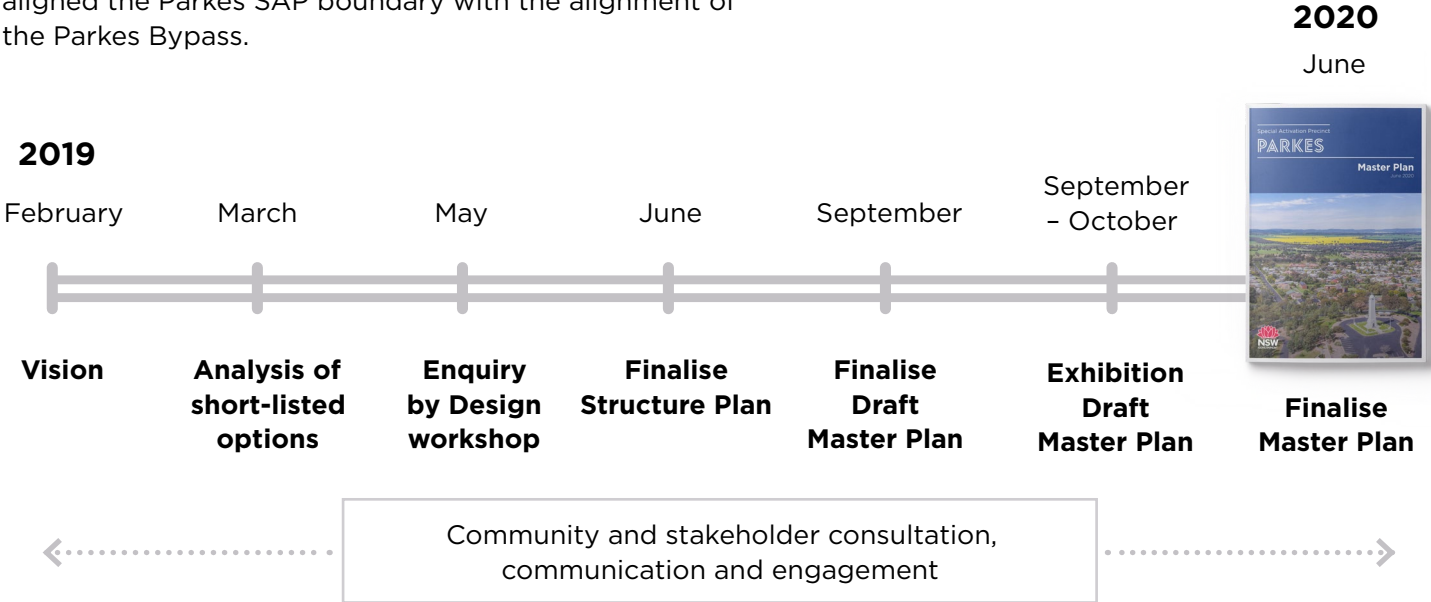 aligned the Parkes SAP boundary with the alignment of
the Parkes Bypass.
2020
June
2019
February
March
May
June
September
September
– October
Special Activation Precinct
PARKES
Master Plan
June 2020
NSW
Vision
Analysis of
short-listed
options
Enquiry
by Design
workshop
Finalise
Structure Plan
Finalise
Draft
Master Plan
Exhibition
Draft
Master Plan
Finalise
Master Plan
Community and stakeholder consultation,
communication and engagement